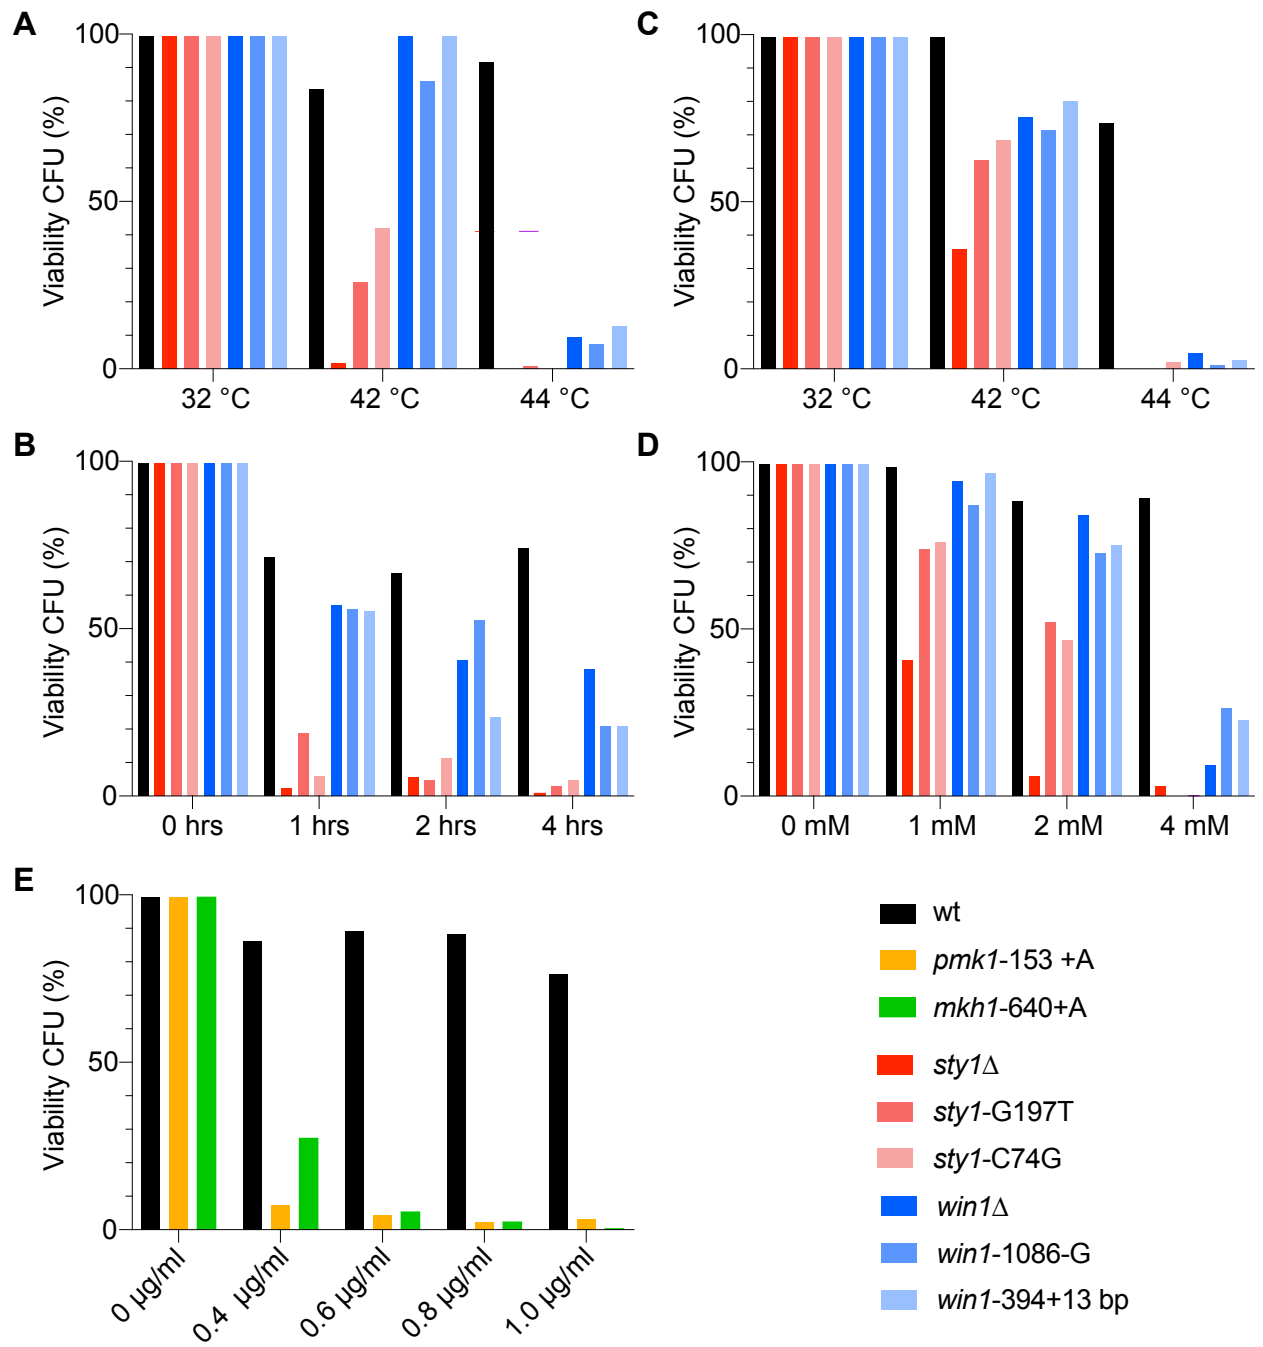 A
Viability CFU (%)
100
50
0
32 °C
42 °C
44 °C
C
Viability CFU (%)
100
50
0
32 °C
42 °C
44 °C
B
Viability CFU (%)
100
50
0
0 hrs
1 hrs
2 hrs
4 hrs
D
Viability CFU (%)
100
50
0
0 mM
1 mM
2 mM
4 mM
E
Viability CFU (%)
100
50
0
0 µg/ml
0.4 µg/ml
0.6 µg/ml
0.8 µg/ml
1.0 µg/ml
wt
pmk1-153 +A
mkh1-640+A
sty1Δ
sty1-G197T
sty1-C74G
win1Δ
win1-1086-G
win1-394+13 bp